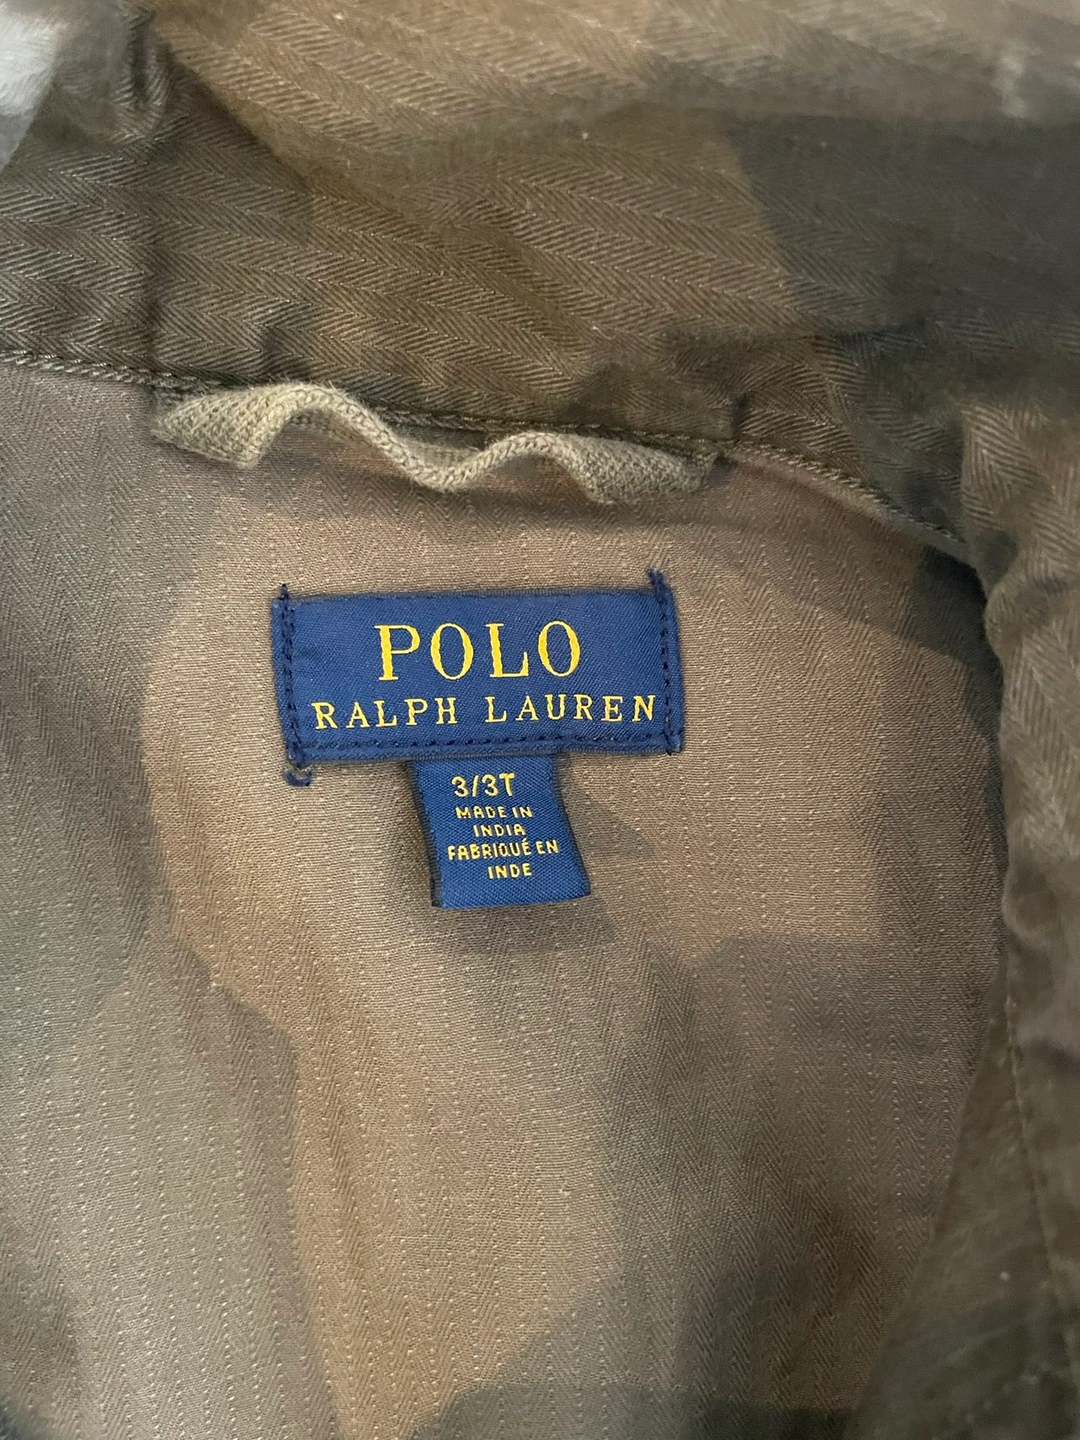 POLO
RALPH LAUREN
3/3T
MADE IN
INDIA
FABRIQUÉ EN
INDE